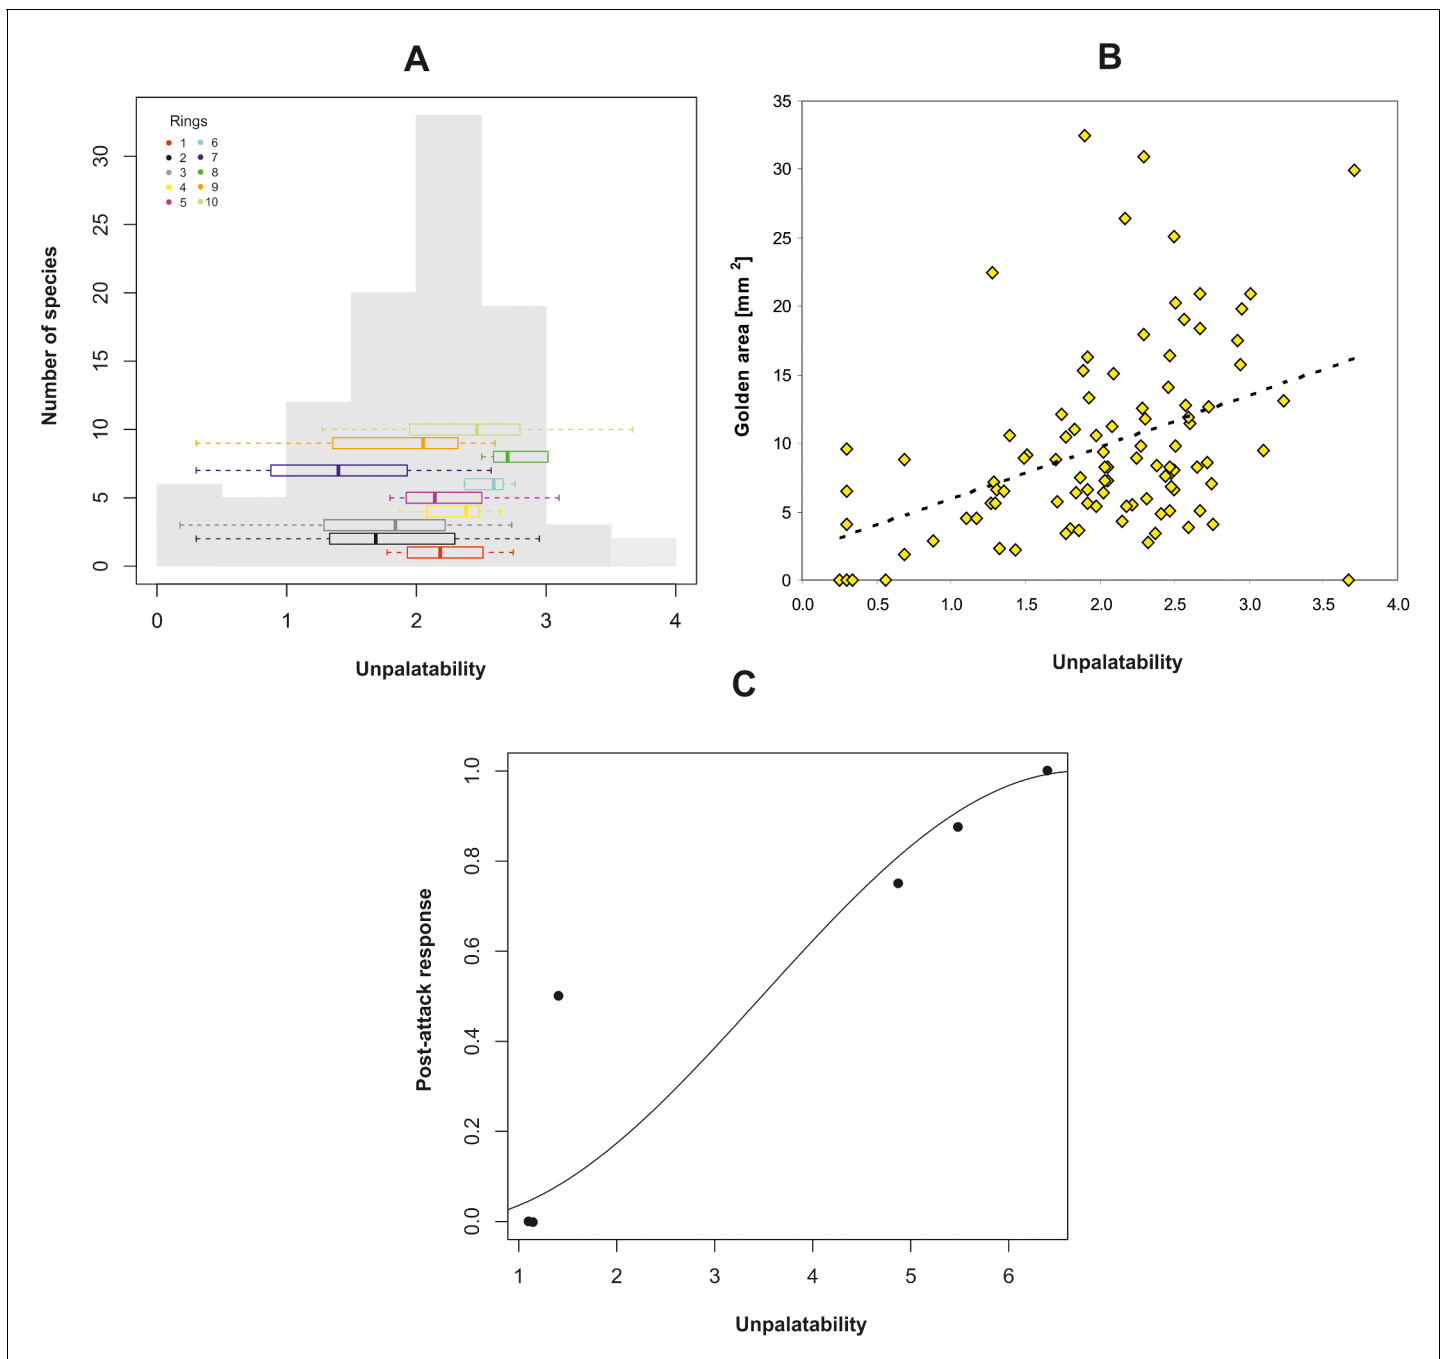 A
Rings
1 6
2 7
3 8
4 9
5 10
30
25
20
15
10
5
0
Number of species
0 1 2 3 4
Unpalatability
B
35
30
25
20
15
10
5
0
Golden area [mm 2]
0.0 0.5 1.0 1.5 2.0 2.5 3.0 3.5 4.0
Unpalatability
C
1.0
0.8
0.6
0.4
0.2
0.0
Post-attack response
1 2 3 4 5 6
Unpalatability